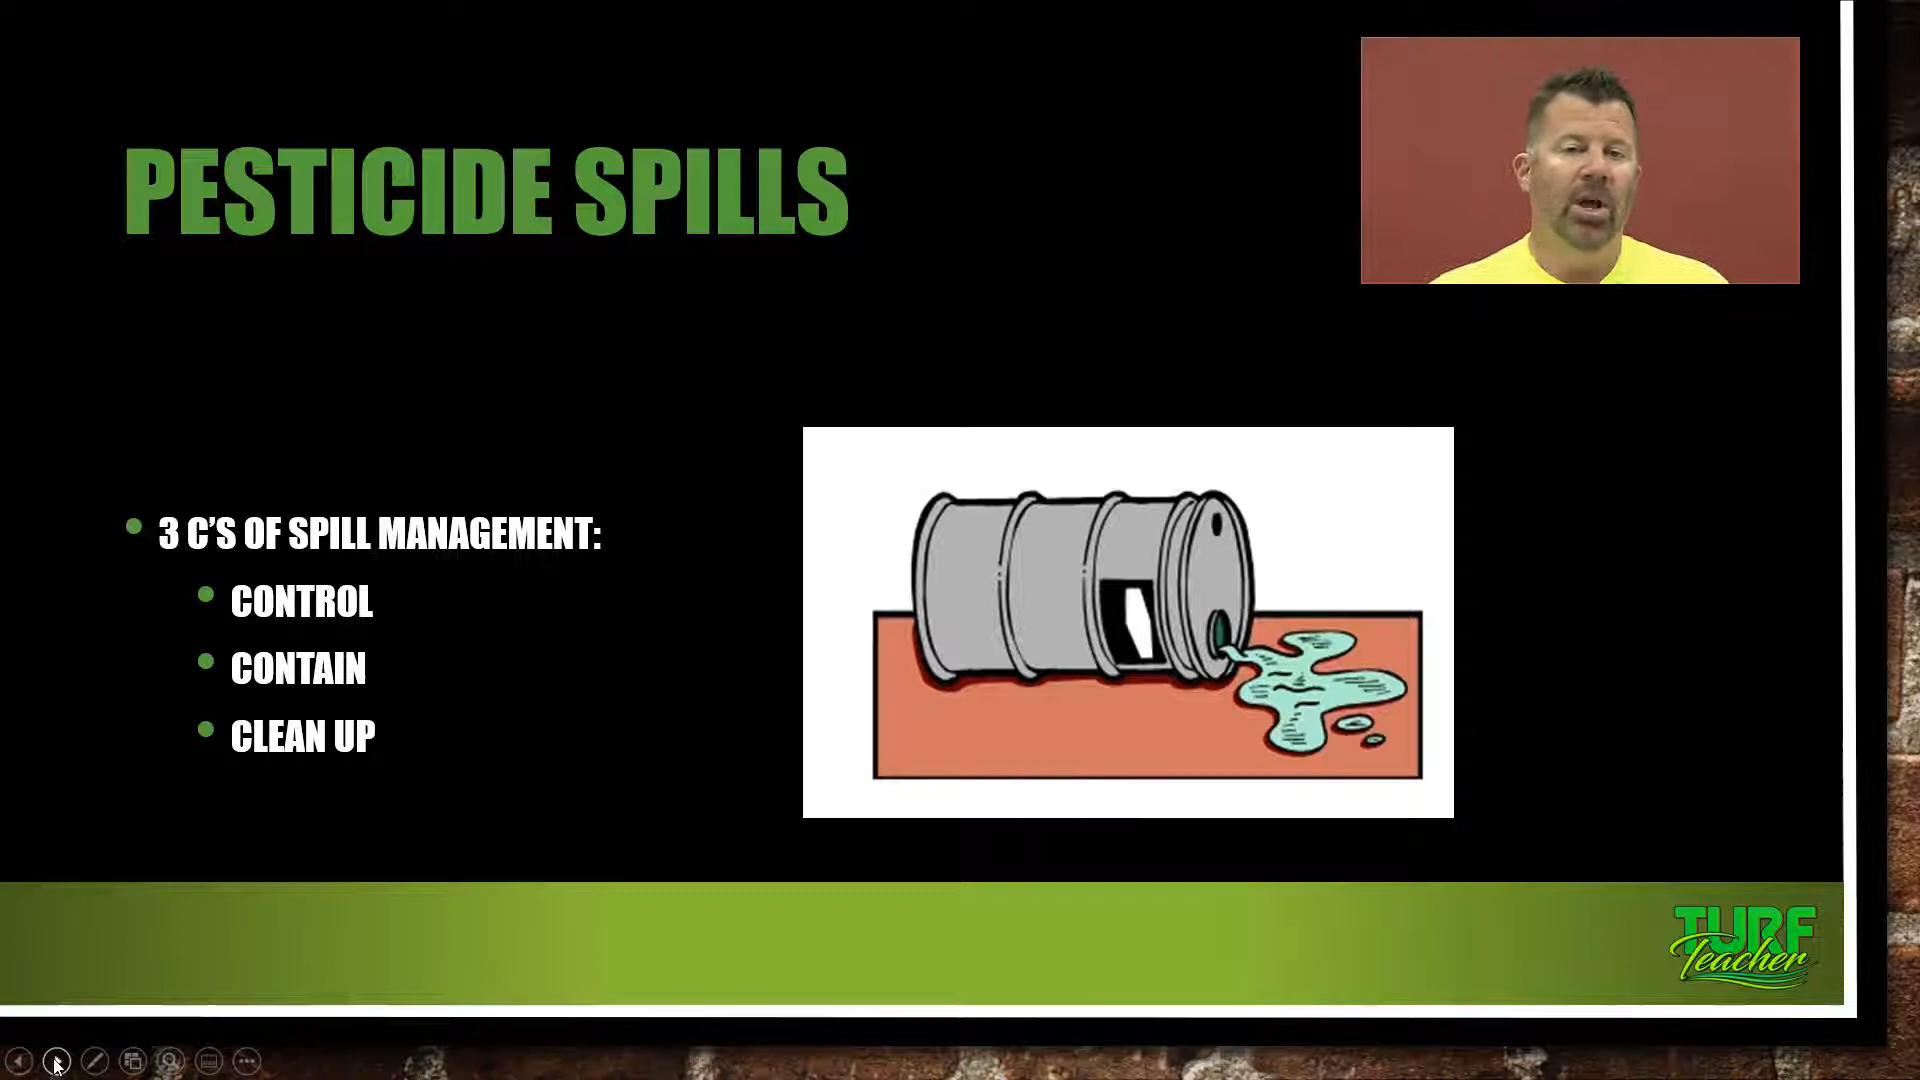 PESTICIDE SPILLS
3 C’S OF SPILL MANAGEMENT:
CONTROL
CONTAIN
CLEAN UP
TURF
Teacher